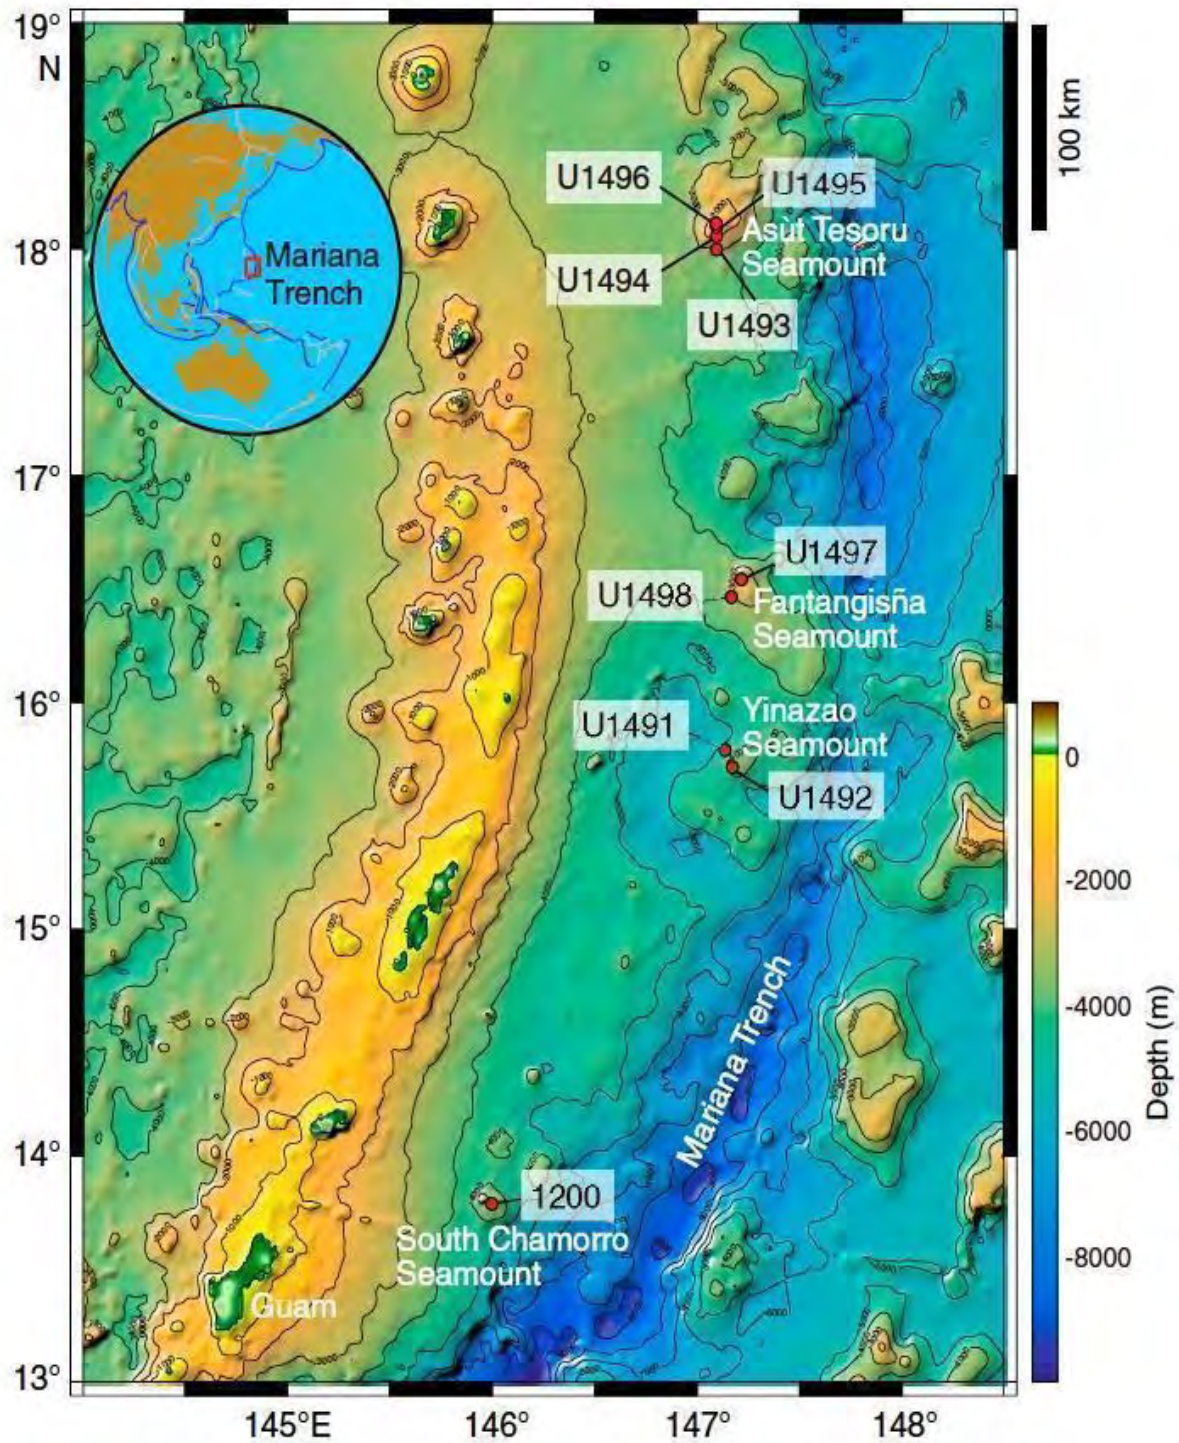 19°
N
18°
17°
16°
15°
14°
13°
145°E
146°
147°
148°
100 km
Mariana
Trench
U1496
U1495
Asut Tesoru
Seamount
U1494
U1493
U1497
U1498
Fantangisña
Seamount
U1491
Yinazao
Seamount
U1492
Mariana Trench
1200
South Chamorro
Seamount
Guam
0
-2000
-4000
-6000
-8000
Depth (m)